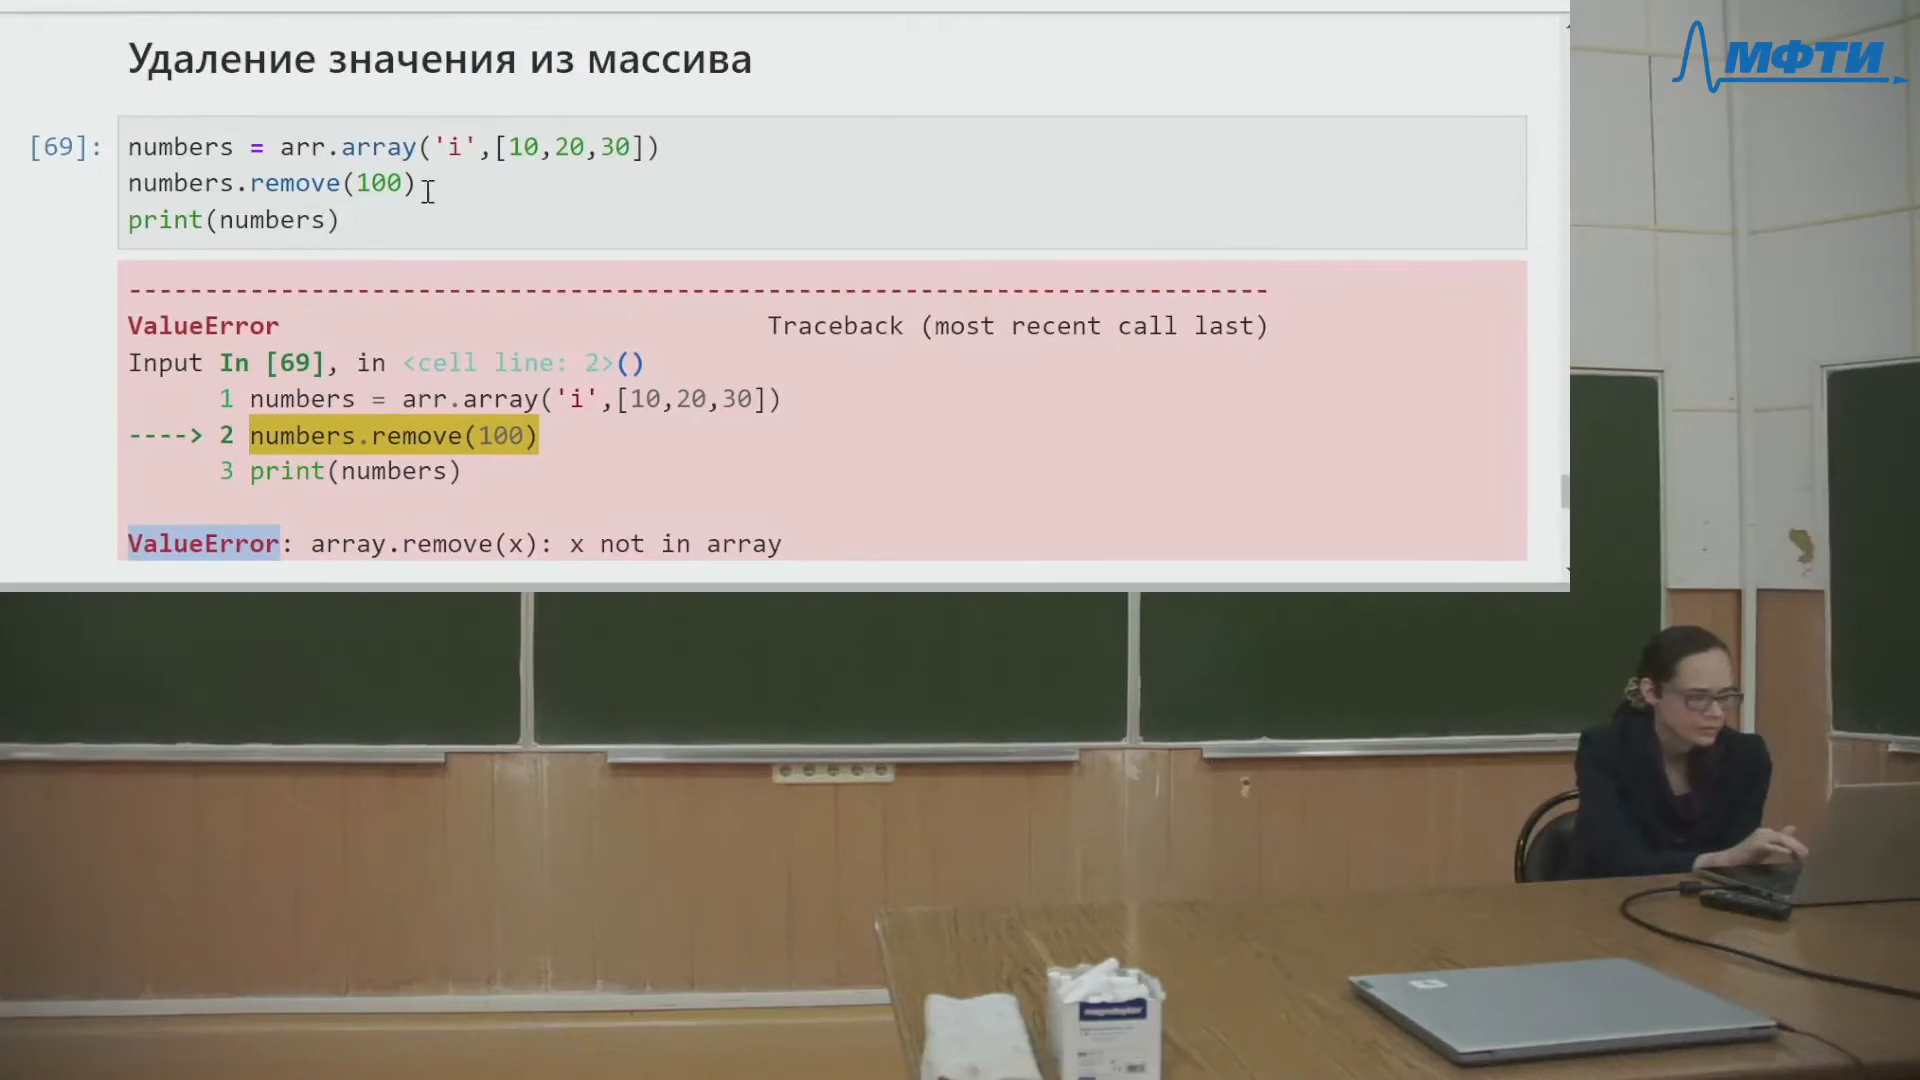 Удаление значения из массива
МФТИ
[69]: numbers = arr.array('i',[10,20,30])
numbers.remove(100)
print(numbers)
---------------------------------------------------------------------------
ValueError Traceback (most recent call last)
Input In [69], in <cell line: 2>()
1 numbers = arr.array('i',[10,20,30])
----> 2 numbers.remove(100)
3 print(numbers)
ValueError: array.remove(x): x not in array